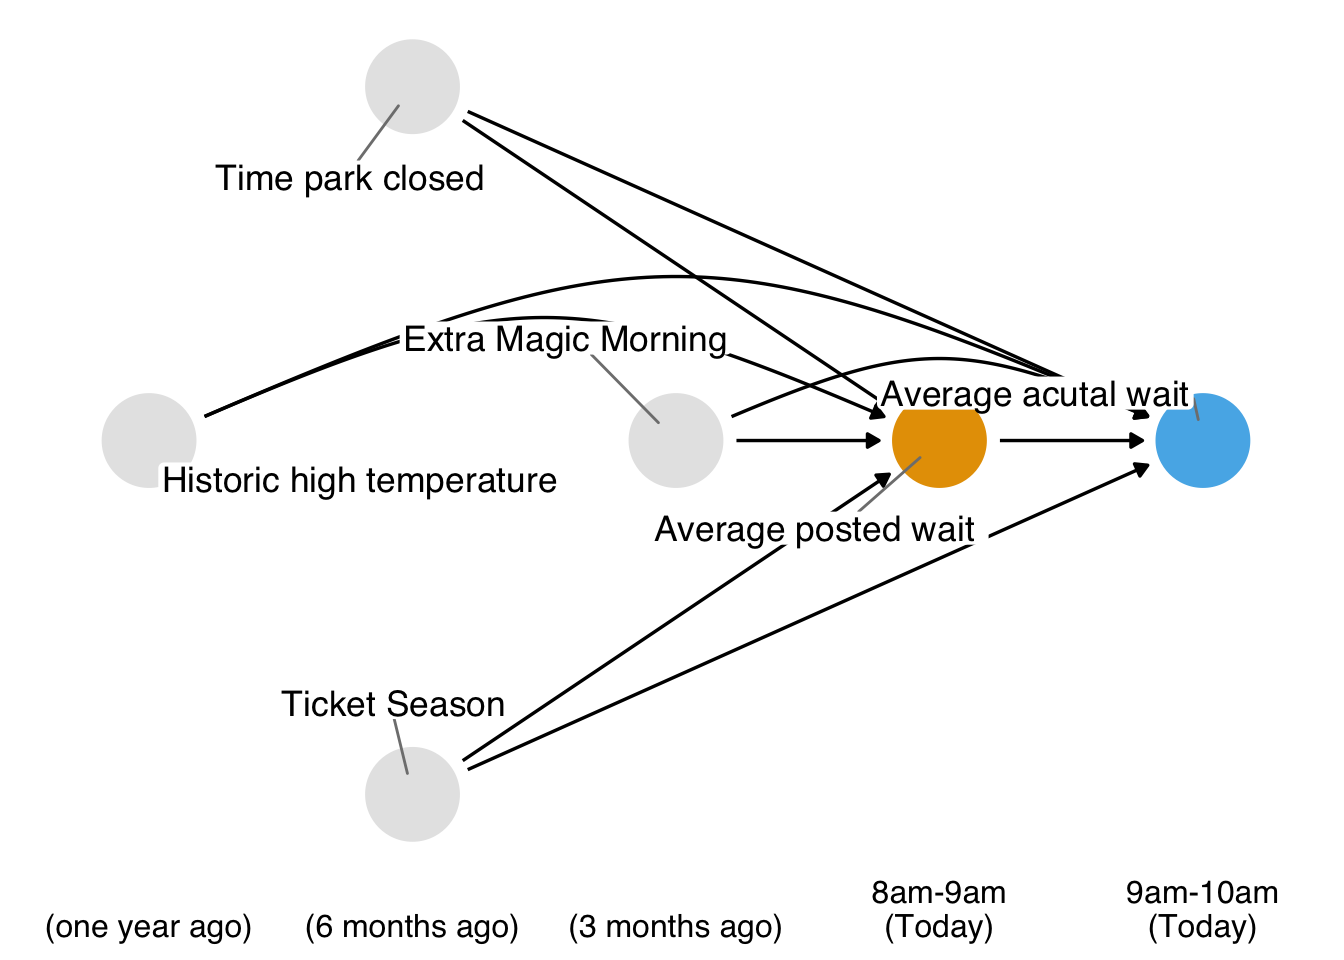 Time park closed
Extra Magic Morning
Average acutal wait
Historic high temperature
Average posted wait
Ticket Season
(one year ago)
(6 months ago)
(3 months ago)
8am-9am
(Today)
9am-10am
(Today)